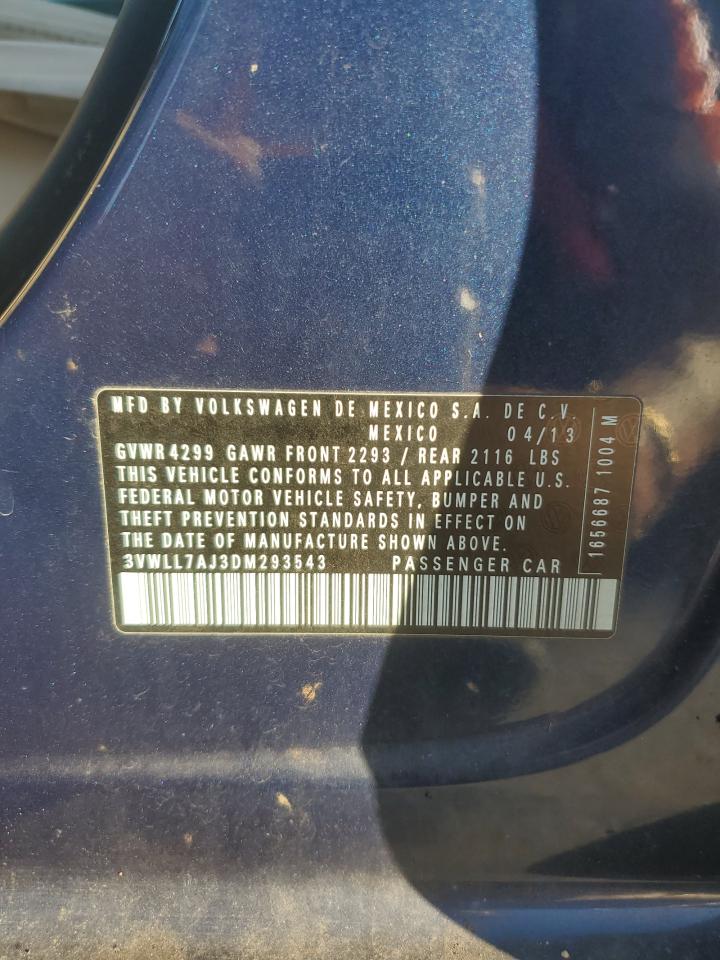 MFD BY VOLKSWAGEN DE MEXICO S.A. DE C.V.
MEXICO 04/13
GVWR 4299 GAWR FRONT 2293 / REAR 2116 LBS
THIS VEHICLE CONFORMS TO ALL APPLICABLE U.S.
FEDERAL MOTOR VEHICLE SAFETY, BUMPER AND
THEFT PREVENTION STANDARDS IN EFFECT ON
THE DATE OF MANUFACTURE SHOWN ABOVE.
3VWLL7AJ3DM293543 PASSENGER CAR
1656687 1004 M